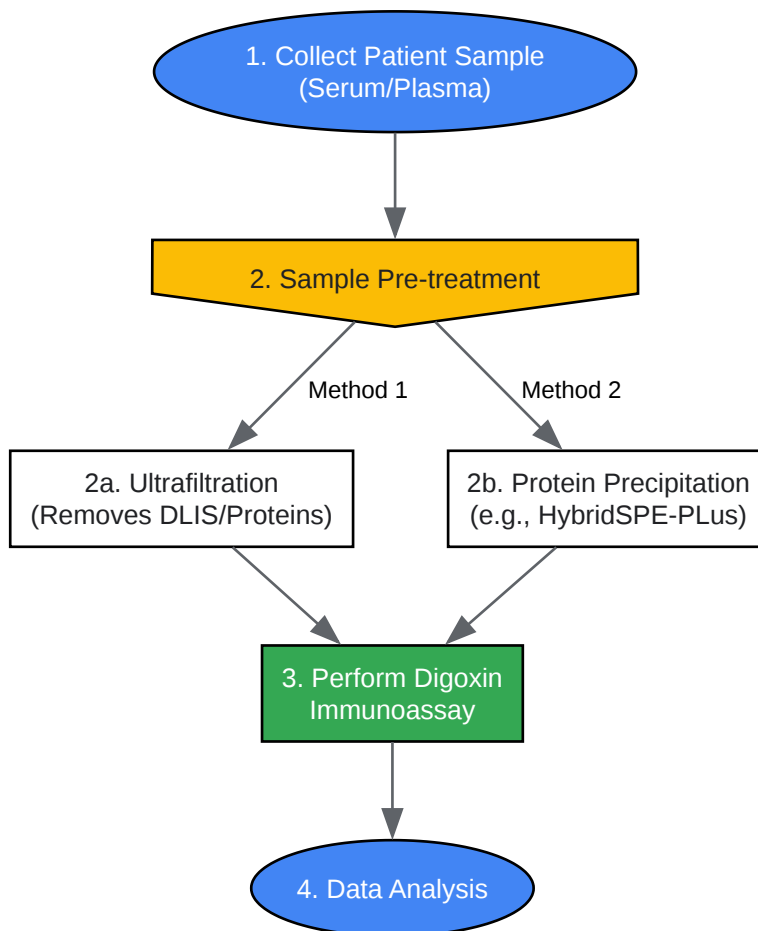 1. Collect Patient Sample
(Serum/Plasma)
2. Sample Pre-treatment
Method 1
Method 2
2a. Ultrafiltration
(Removes DLIS/Proteins)
2b. Protein Precipitation
(e.g., HybridSPE-PLus)
3. Perform Digoxin
Immunoassay
4. Data Analysis